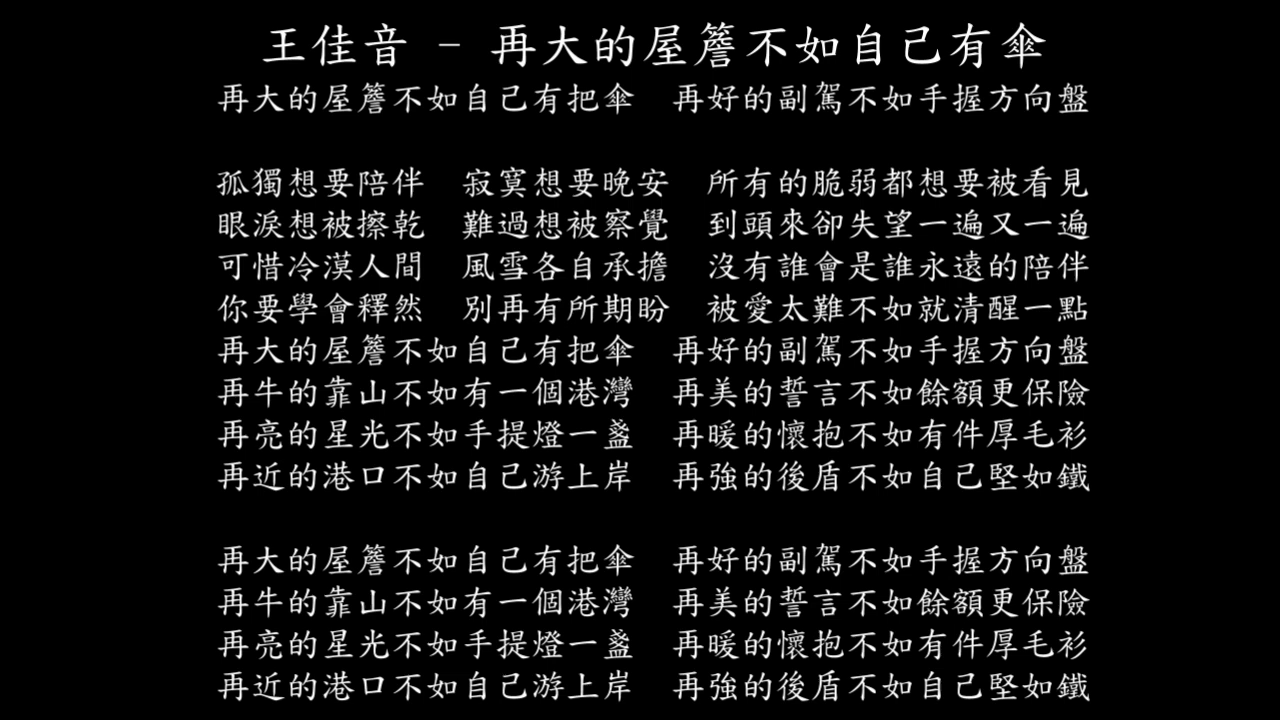 王佳音 - 再大的屋簷不如自己有傘
再大的屋簷不如自己有把傘　再好的副駕不如手握方向盤
孤獨想要陪伴　寂寞想要晚安　所有的脆弱都想要被看見
眼淚想被擦乾　難過想被察覺　到頭來卻失望一遍又一遍
可惜冷漠人間　風雪各自承擔　沒有誰會是誰永遠的陪伴
你要學會釋然　別再有所期盼　被愛太難不如就清醒一點
再大的屋簷不如自己有把傘　再好的副駕不如手握方向盤
再牛的靠山不如有一個港灣　再美的誓言不如餘額更保險
再亮的星光不如手提燈一盞　再暖的懷抱不如有件厚毛衫
再近的港口不如自己游上岸　再強的後盾不如自己堅如鐵
再大的屋簷不如自己有把傘　再好的副駕不如手握方向盤
再牛的靠山不如有一個港灣　再美的誓言不如餘額更保險
再亮的星光不如手提燈一盞　再暖的懷抱不如有件厚毛衫
再近的港口不如自己游上岸　再強的後盾不如自己堅如鐵